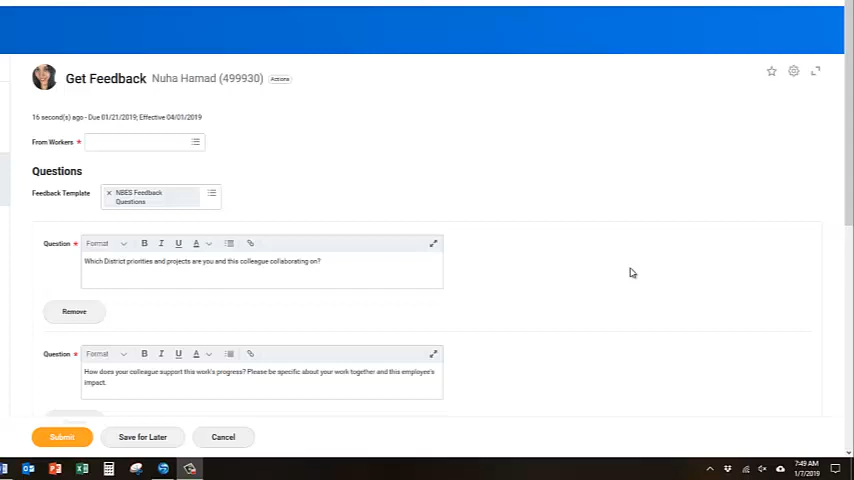 Get Feedback Nuha Hamad (499930) Actions
16 second(s) ago - Due 01/21/2019; Effective 04/01/2019
From Workers *
Questions
Feedback Template × NBES Feedback
Questions
Question * Format B I U A
Which District priorities and projects are you and this colleague collaborating on?
Remove
Question * Format B I U A
How does your colleague support this work's progress? Please be specific about your work together and this employee's
impact.
Submit Save for Later Cancel
7:49 AM
1/7/2019